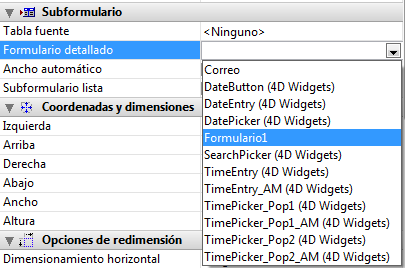 Subformulario
Tabla fuente <Ninguno>
Formulario detallado
Ancho automático Correo
Subformulario lista DateButton (4D Widgets)
DateEntry (4D Widgets)
Coordenadas y dimensiones DatePicker (4D Widgets)
Izquierda Formulario1
Arriba SearchPicker (4D Widgets)
Derecha TimeEntry (4D Widgets)
Abajo TimeEntry_AM (4D Widgets)
Ancho TimePicker_Pop1 (4D Widgets)
Altura TimePicker_Pop1_AM (4D Widgets)
Opciones de redimensión TimePicker_Pop2 (4D Widgets)
Dimensionamiento horizontal TimePicker_Pop2_AM (4D Widgets)